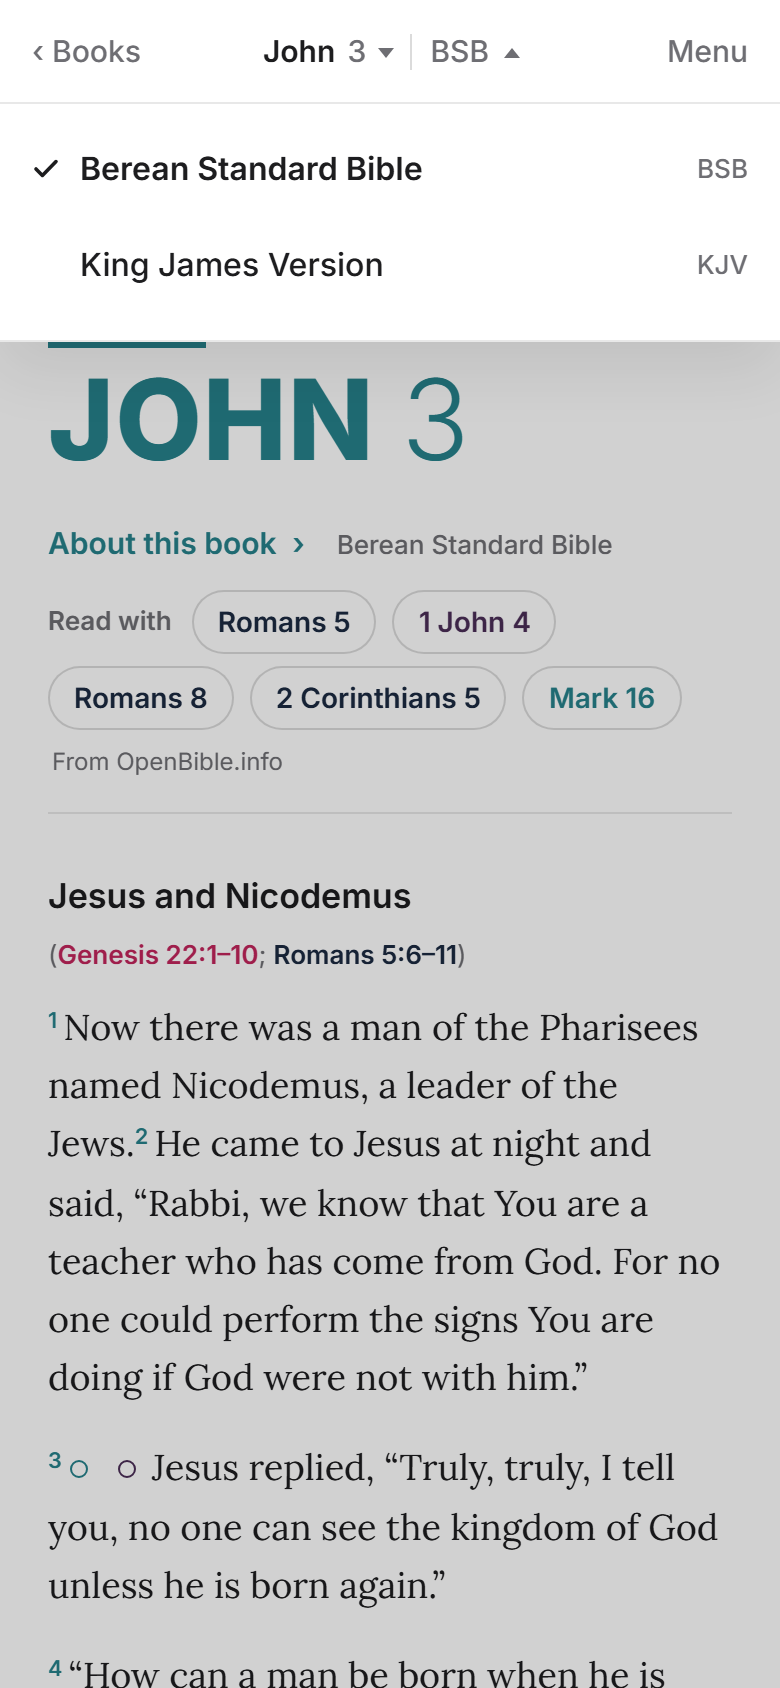 ‹ Books John 3 BSB Menu
Berean Standard Bible BSB
King James Version KJV
JOHN 3
About this book › Berean Standard Bible
Read with Romans 5 1 John 4
Romans 8 2 Corinthians 5 Mark 16
From OpenBible.info
Jesus and Nicodemus
(Genesis 22:1–10; Romans 5:6–11)
1 Now there was a man of the Pharisees
named Nicodemus, a leader of the
Jews.2 He came to Jesus at night and
said, “Rabbi, we know that You are a
teacher who has come from God. For no
one could perform the signs You are
doing if God were not with him.”
3 Jesus replied, “Truly, truly, I tell
you, no one can see the kingdom of God
unless he is born again.”
4 “How can a man be born when he is